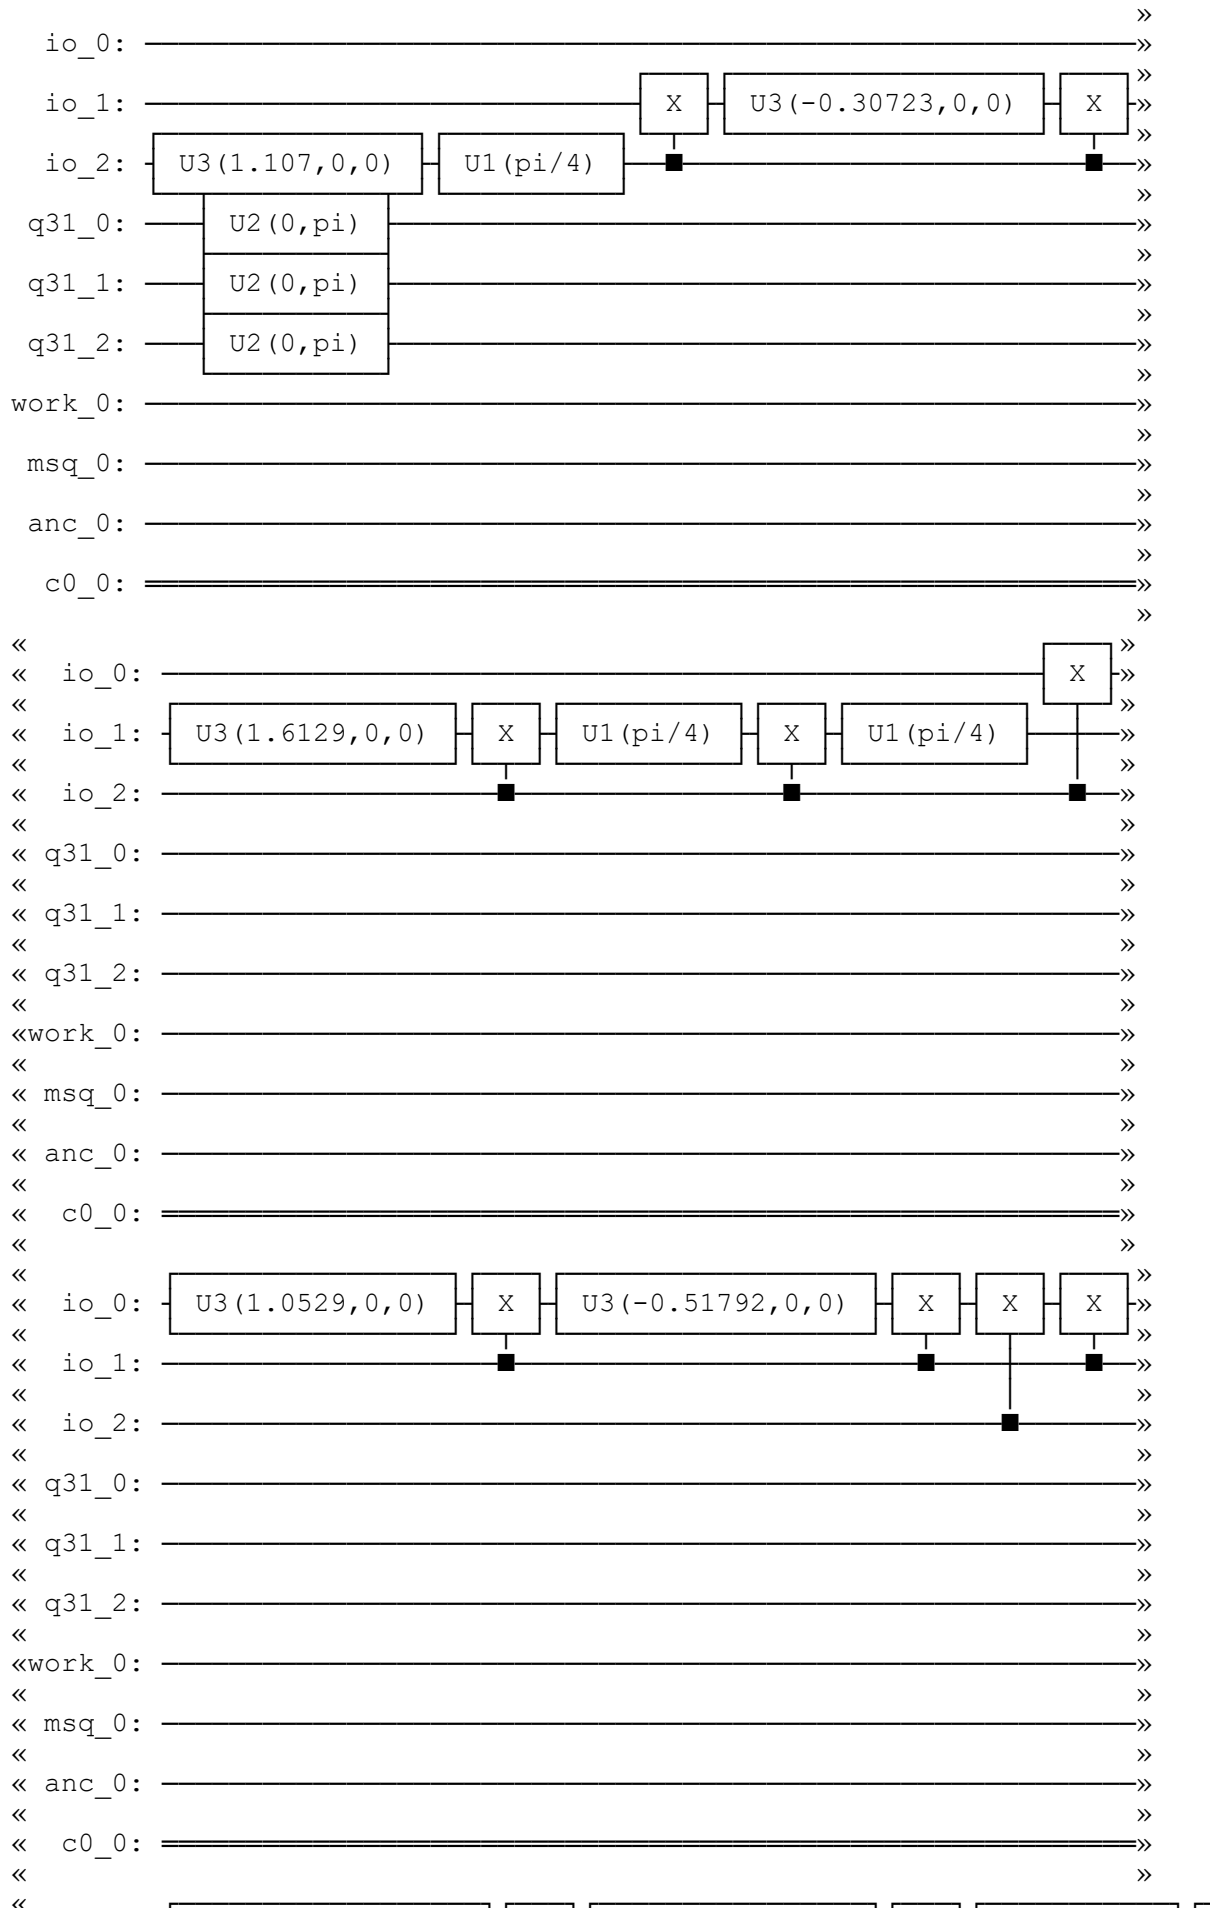 »
io_0: »
»
io_1: X U3(-0.30723,0,0) X »
»
io_2: U3(1.107,0,0) U1(pi/4) »
»
q31_0: U2(0,pi) »
»
q31_1: U2(0,pi) »
»
q31_2: U2(0,pi) »
»
work_0: »
»
msq_0: »
»
anc_0: »
»
c0_0: »
»
« »
« io_0: X »
« »
« io_1: U3(1.6129,0,0) X U1(pi/4) X U1(pi/4) »
« »
« io_2: »
« »
« q31_0: »
« »
« q31_1: »
« »
« q31_2: »
« »
«work_0: »
« »
« msq_0: »
« »
« anc_0: »
« »
« c0_0: »
« »
« »
« io_0: U3(1.0529,0,0) X U3(-0.51792,0,0) X X X »
« »
« io_1: »
« »
« io_2: »
« »
« q31_0: »
« »
« q31_1: »
« »
« q31_2: »
« »
«work_0: »
« »
« msq_0: »
« »
« anc_0: »
« »
« c0_0: »
« »
«